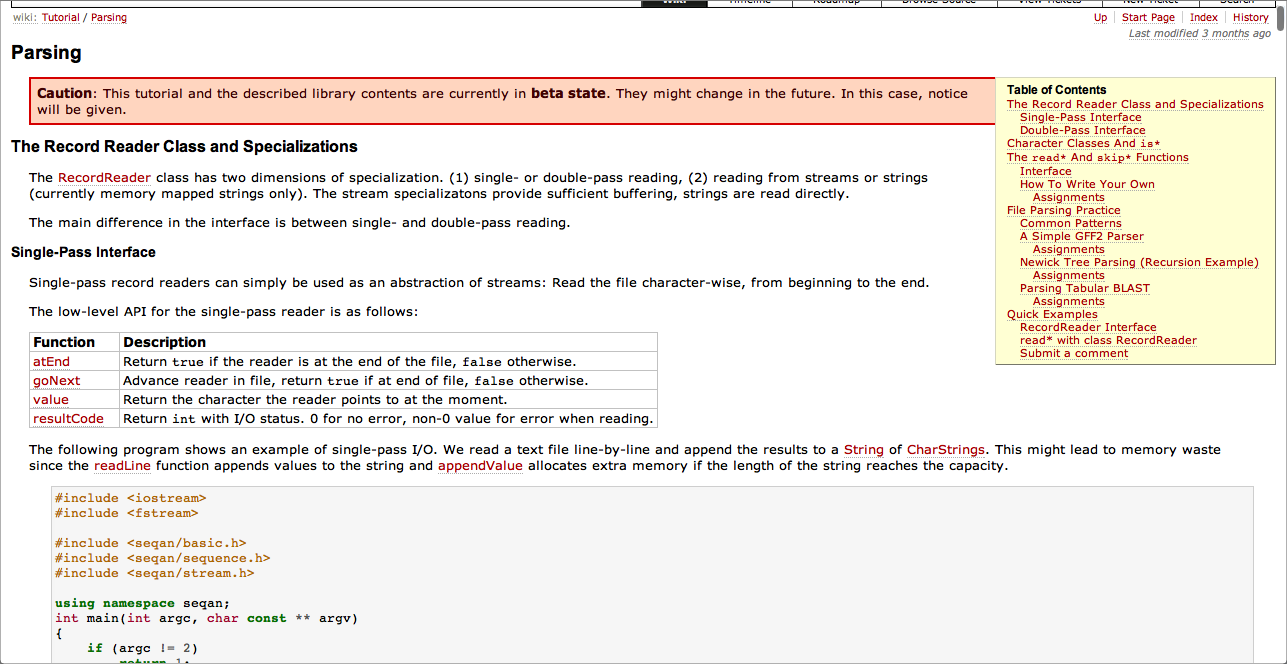 Wiki Timeline Roadmap Browse Source View Tickets New Ticket Search
wiki: Tutorial / Parsing
Up Start Page Index History
Last modified 3 months ago
Parsing
Caution: This tutorial and the described library contents are currently in beta state. They might change in the future. In this case, notice
will be given.
Table of Contents
The Record Reader Class and Specializations
Single-Pass Interface
Double-Pass Interface
Character Classes And is*
The read* And skip* Functions
Interface
How To Write Your Own
Assignments
File Parsing Practice
Common Patterns
A Simple GFF2 Parser
Assignments
Newick Tree Parsing (Recursion Example)
Assignments
Parsing Tabular BLAST
Assignments
Quick Examples
RecordReader Interface
read* with class RecordReader
Submit a comment
The Record Reader Class and Specializations
The RecordReader class has two dimensions of specialization. (1) single- or double-pass reading, (2) reading from streams or strings
(currently memory mapped strings only). The stream specializatons provide sufficient buffering, strings are read directly.
The main difference in the interface is between single- and double-pass reading.
Single-Pass Interface
Single-pass record readers can simply be used as an abstraction of streams: Read the file character-wise, from beginning to the end.
The low-level API for the single-pass reader is as follows:
Function Description
atEnd Return true if the reader is at the end of the file, false otherwise.
goNext Advance reader in file, return true if at end of file, false otherwise.
value Return the character the reader points to at the moment.
resultCode Return int with I/O status. 0 for no error, non-0 value for error when reading.
The following program shows an example of single-pass I/O. We read a text file line-by-line and append the results to a String of CharStrings. This might lead to memory waste
since the readLine function appends values to the string and appendValue allocates extra memory if the length of the string reaches the capacity.
#include <iostream>
#include <fstream>
#include <seqan/basic.h>
#include <seqan/sequence.h>
#include <seqan/stream.h>
using namespace seqan;
int main(int argc, char const ** argv)
{
if (argc != 2)
return 1;